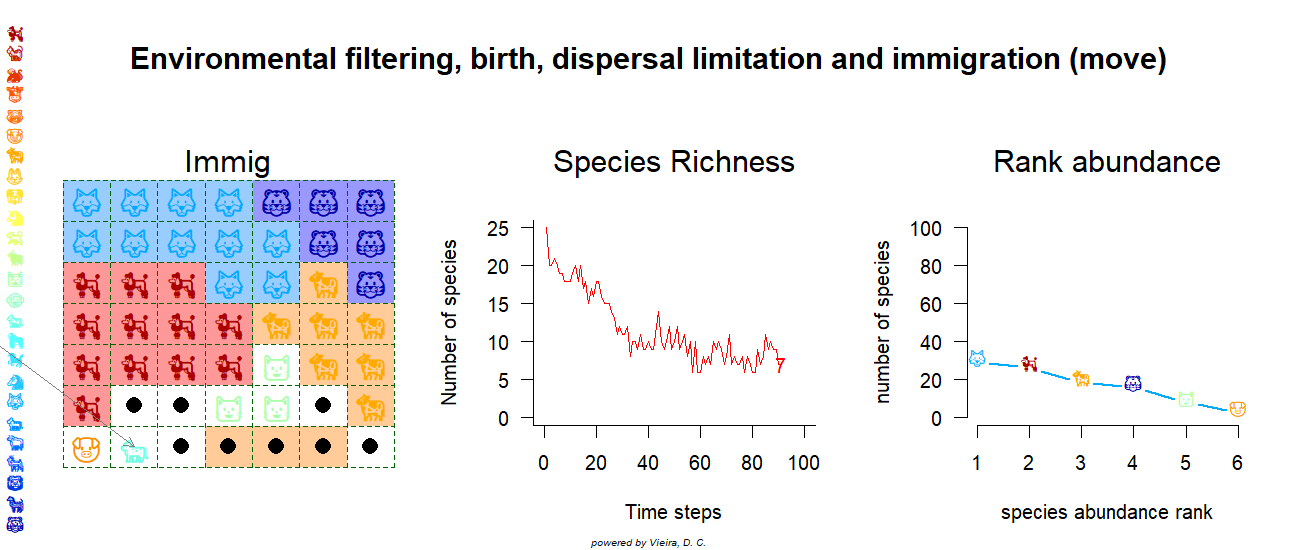 Environmental filtering, birth, dispersal limitation and immigration (move)
Immig
Species Richness
Rank abundance
Number of species
25
20
15
10
5
0
7
0 20 40 60 80 100
Time steps
number of species
100
80
60
40
20
0
1 2 3 4 5 6
species abundance rank
powered by Vieira, D. C.